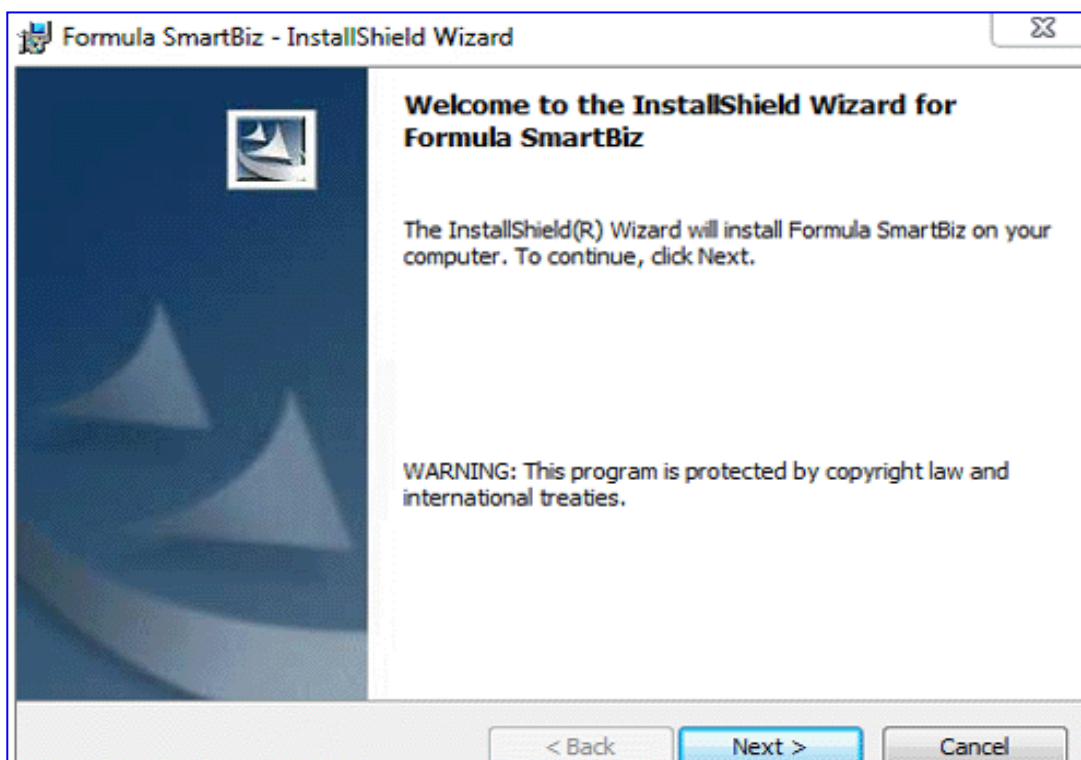 Formula SmartBiz - InstallShield Wizard
Welcome to the InstallShield Wizard for
Formula SmartBiz
The InstallShield(R) Wizard will install Formula SmartBiz on your
computer. To continue, click Next.
WARNING: This program is protected by copyright law and
international treaties.
< Back
Next >
Cancel